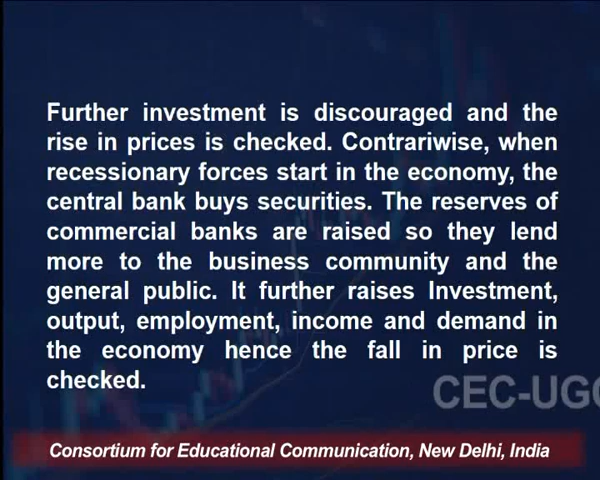 Further investment is discouraged and the
rise in prices is checked. Contrariwise, when
recessionary forces start in the economy, the
central bank buys securities. The reserves of
commercial banks are raised so they lend
more to the business community and the
general public. It further raises Investment,
output, employment, income and demand in
the economy hence the fall in price is
checked.
CEC-UGC
Consortium for Educational Communication, New Delhi, India